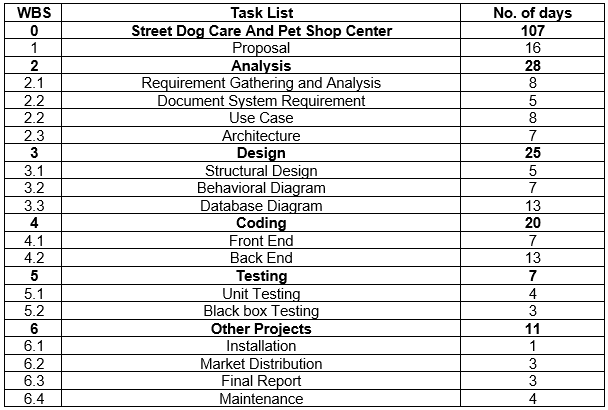 WBS Task List No. of days
0 Street Dog Care And Pet Shop Center 107
1 Proposal 16
2 Analysis 28
2.1 Requirement Gathering and Analysis 8
2.2 Document System Requirement 5
2.2 Use Case 8
2.3 Architecture 7
3 Design 25
3.1 Structural Design 5
3.2 Behavioral Diagram 7
3.3 Database Diagram 13
4 Coding 20
4.1 Front End 7
4.2 Back End 13
5 Testing 7
5.1 Unit Testing 4
5.2 Black box Testing 3
6 Other Projects 11
6.1 Installation 1
6.2 Market Distribution 3
6.3 Final Report 3
6.4 Maintenance 4